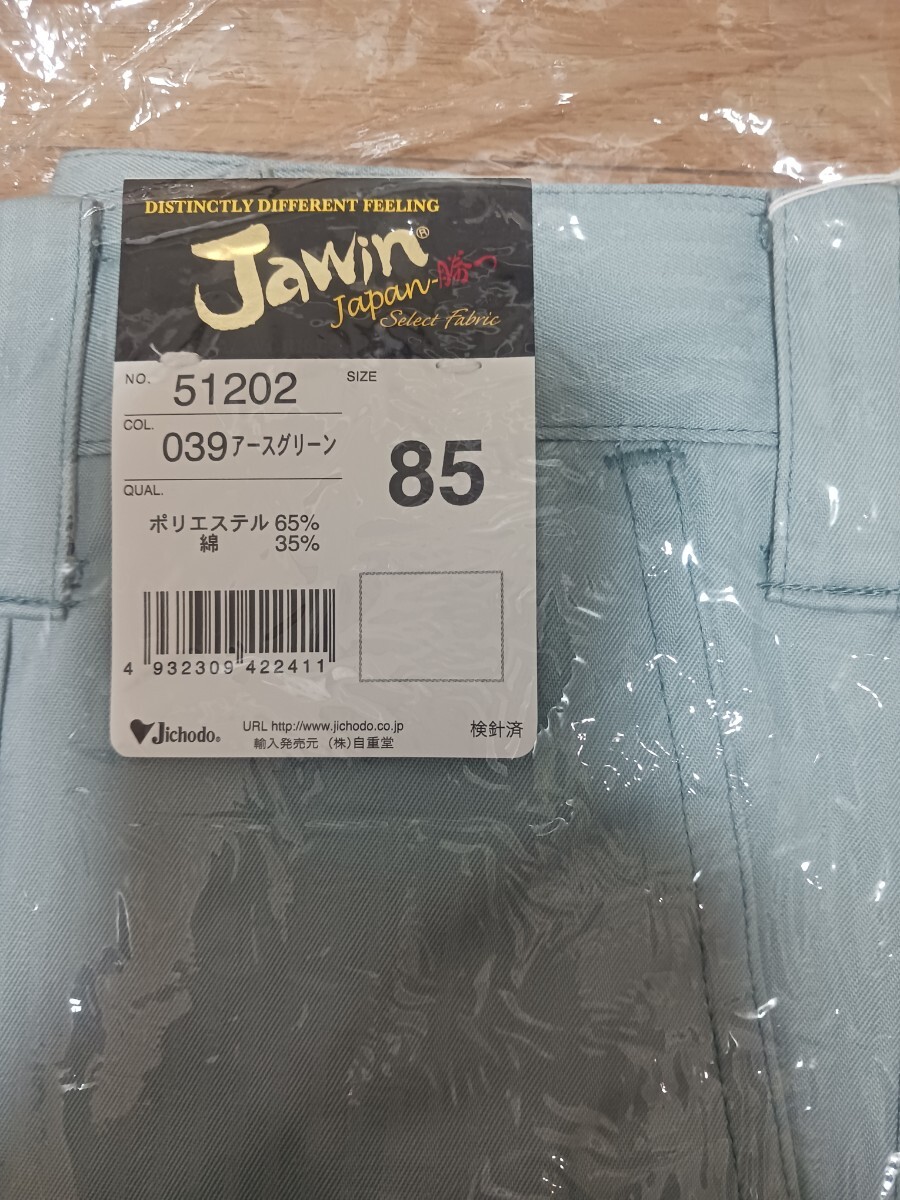 DISTINCTLY DIFFERENT FEELING
Jawin®
Japan-勝つ
Select Fabric
NO. 51202
SIZE
85
COL.
039アースグリーン
QUAL.
ポリエステル 65%
綿 35%
4 932309 422411
Jichodo®
URL http://www.jichodo.co.jp
輸入発売元 (株)自重堂
検針済